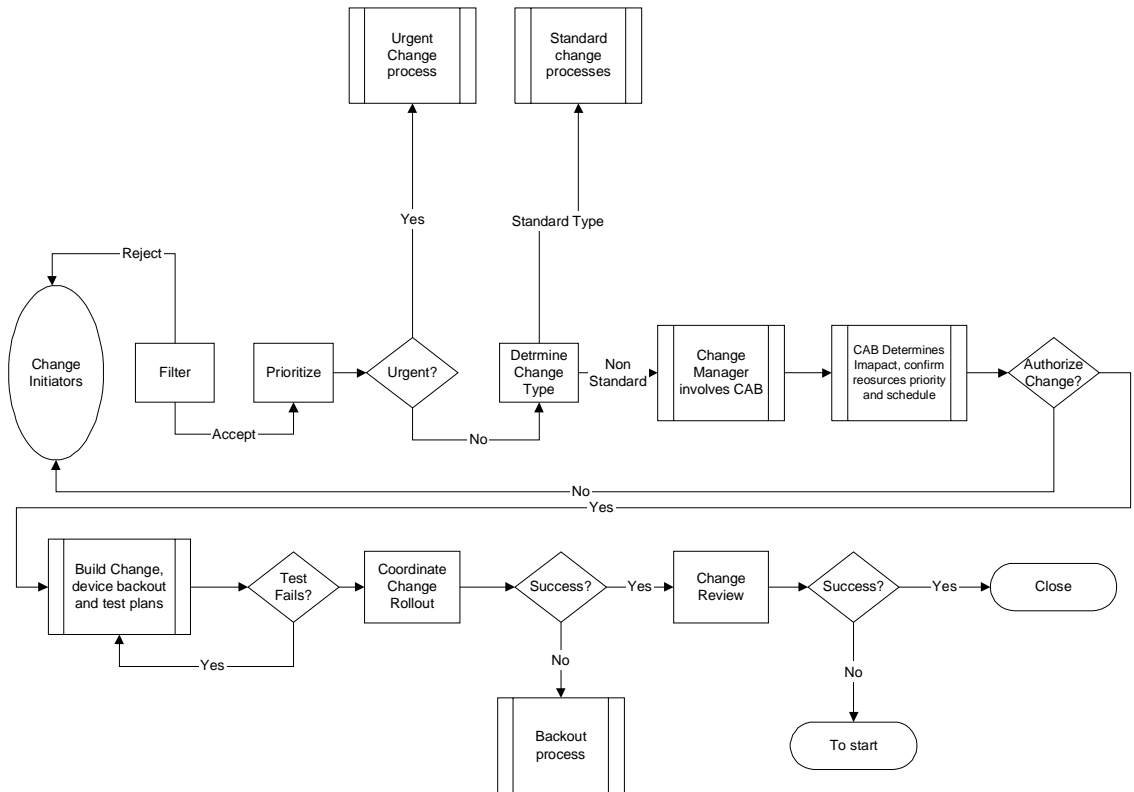 Urgent
Change
process
Standard
change
processes
Yes
Standard Type
Reject
Change
Initiators
Filter
Prioritize
Urgent?
Detrmine
Change
Type
Non
Standard
Change
Manager
involves CAB
CAB Determines
Imapact, confirm
reosurces priority
and schedule
Authorize
Change?
Accept
No
No
Yes
Build Change,
device backout
and test plans
Test
Fails?
Coordinate
Change
Rollout
Success?
Yes
Change
Review
Success?
Yes
Close
Yes
No
No
Backout
process
To start